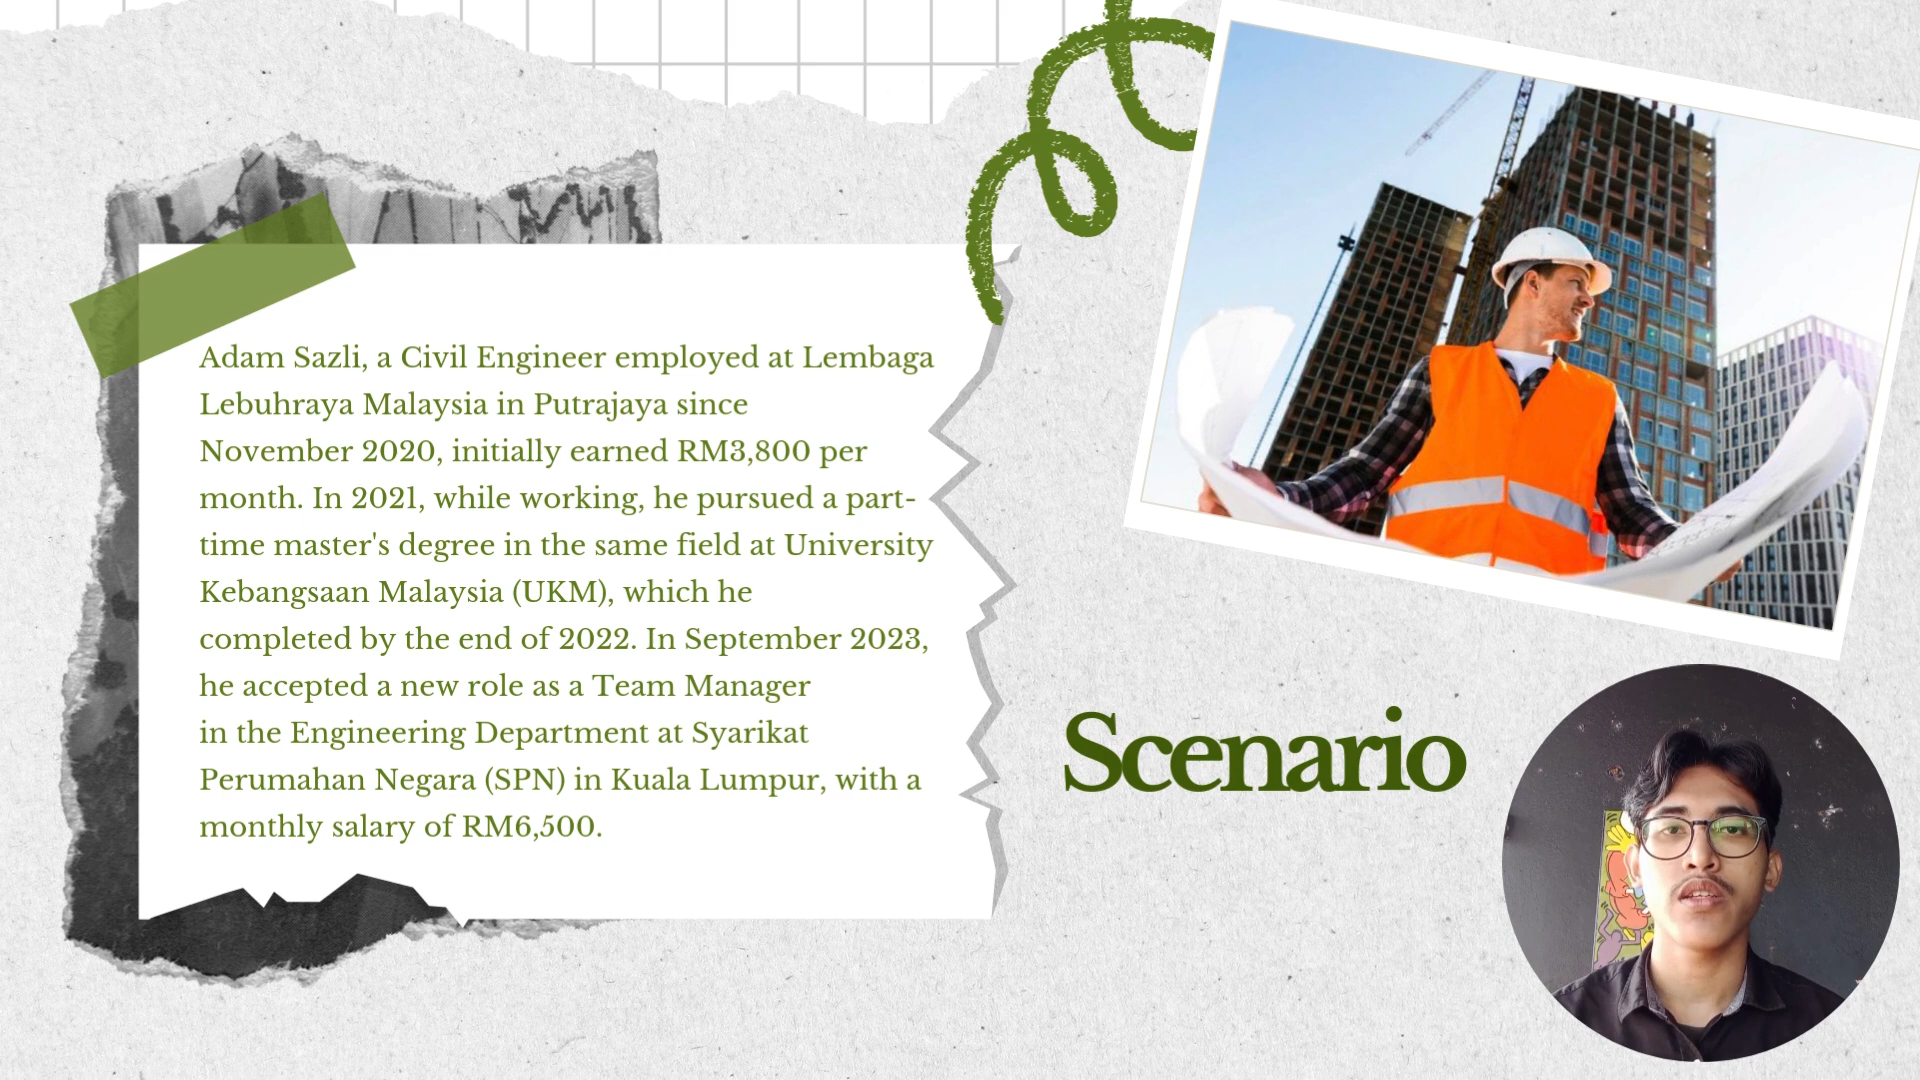 Adam Sazli, a Civil Engineer employed at Lembaga
Lebuhraya Malaysia in Putrajaya since
November 2020, initially earned RM3,800 per
month. In 2021, while working, he pursued a part-
time master's degree in the same field at University
Kebangsaan Malaysia (UKM), which he
completed by the end of 2022. In September 2023,
he accepted a new role as a Team Manager
in the Engineering Department at Syarikat
Perumahan Negara (SPN) in Kuala Lumpur, with a
monthly salary of RM6,500.
Scenario